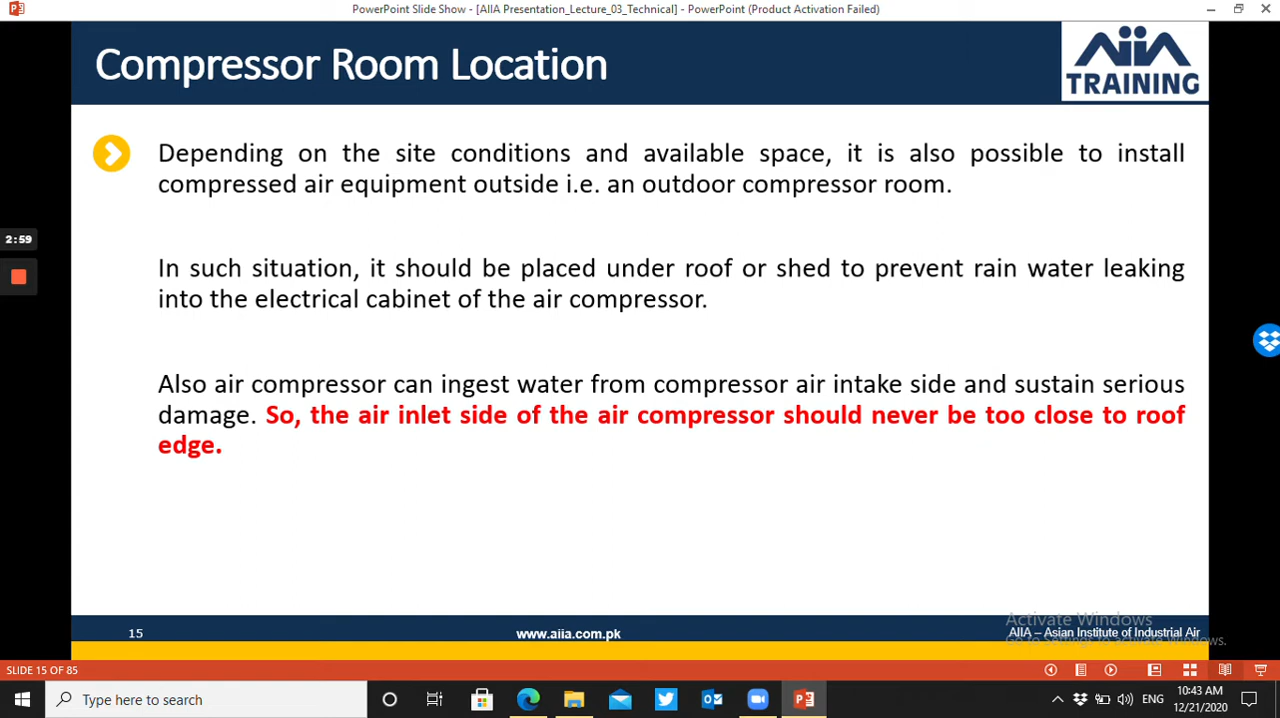 PowerPoint Slide Show - [AIIA Presentation_Lecture_03_Technical] - PowerPoint (Product Activation Failed)
Compressor Room Location
AIIA
TRAINING
Depending on the site conditions and available space, it is also possible to install
compressed air equipment outside i.e. an outdoor compressor room.
2:59
In such situation, it should be placed under roof or shed to prevent rain water leaking
into the electrical cabinet of the air compressor.
Also air compressor can ingest water from compressor air intake side and sustain serious
damage. So, the air inlet side of the air compressor should never be too close to roof
edge.
Activate Windows
Go to Settings to activate Windows.
15
www.aiia.com.pk
AIIA – Asian Institute of Industrial Air
SLIDE 15 OF 85
Type here to search
ENG
10:43 AM
12/21/2020